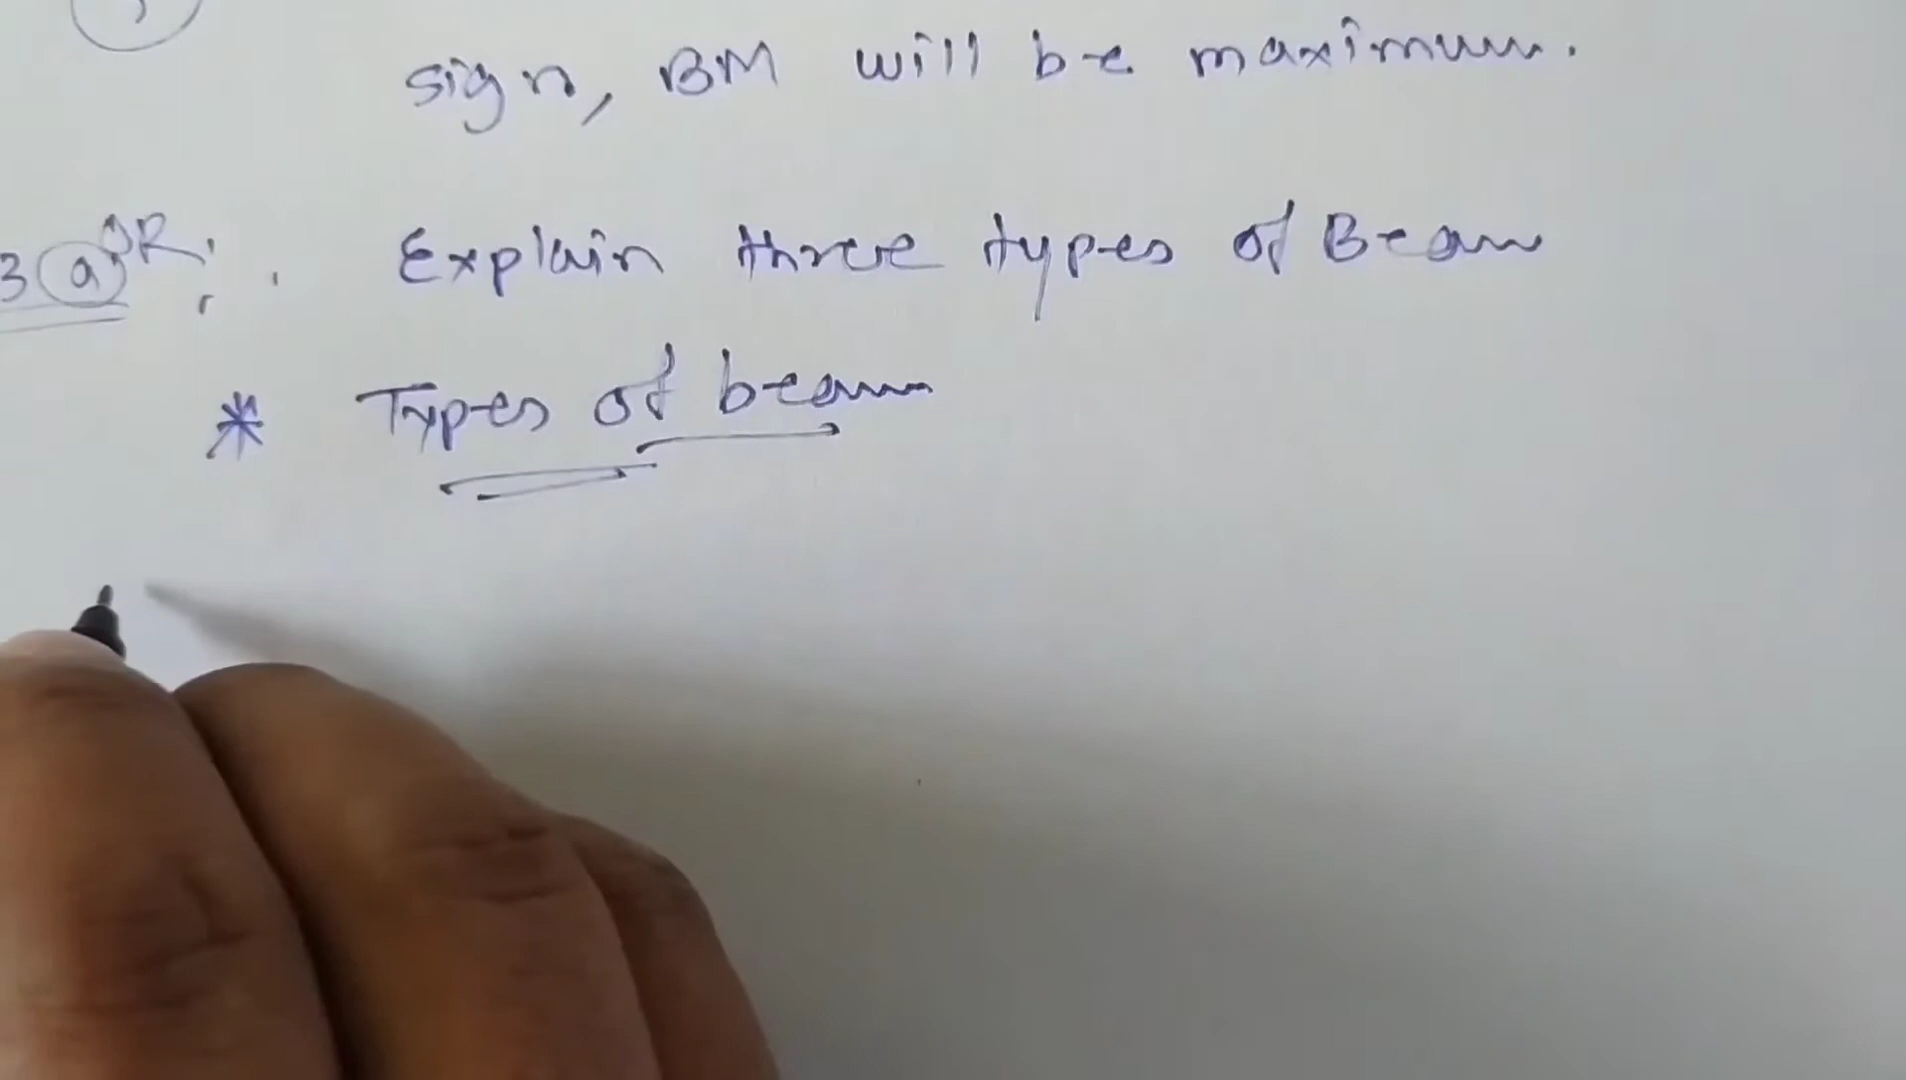 sign, BM will be maximum.
3 a OR: . Explain three types of Beam
* Types of beam